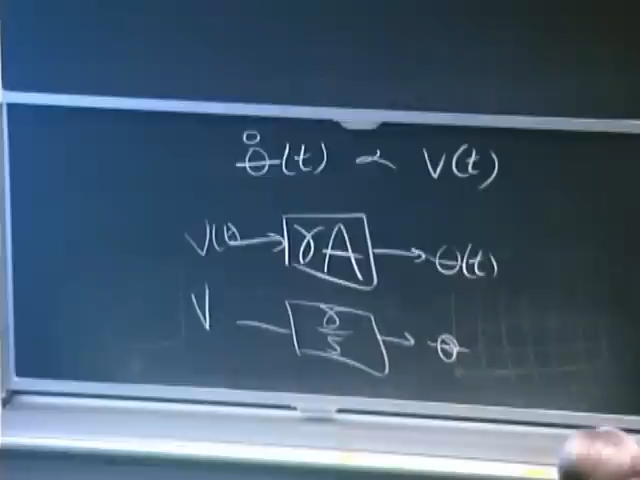 θ̇(t) ∝ V(t)
V(t → γA → θ(t)
V — γ/s → θ